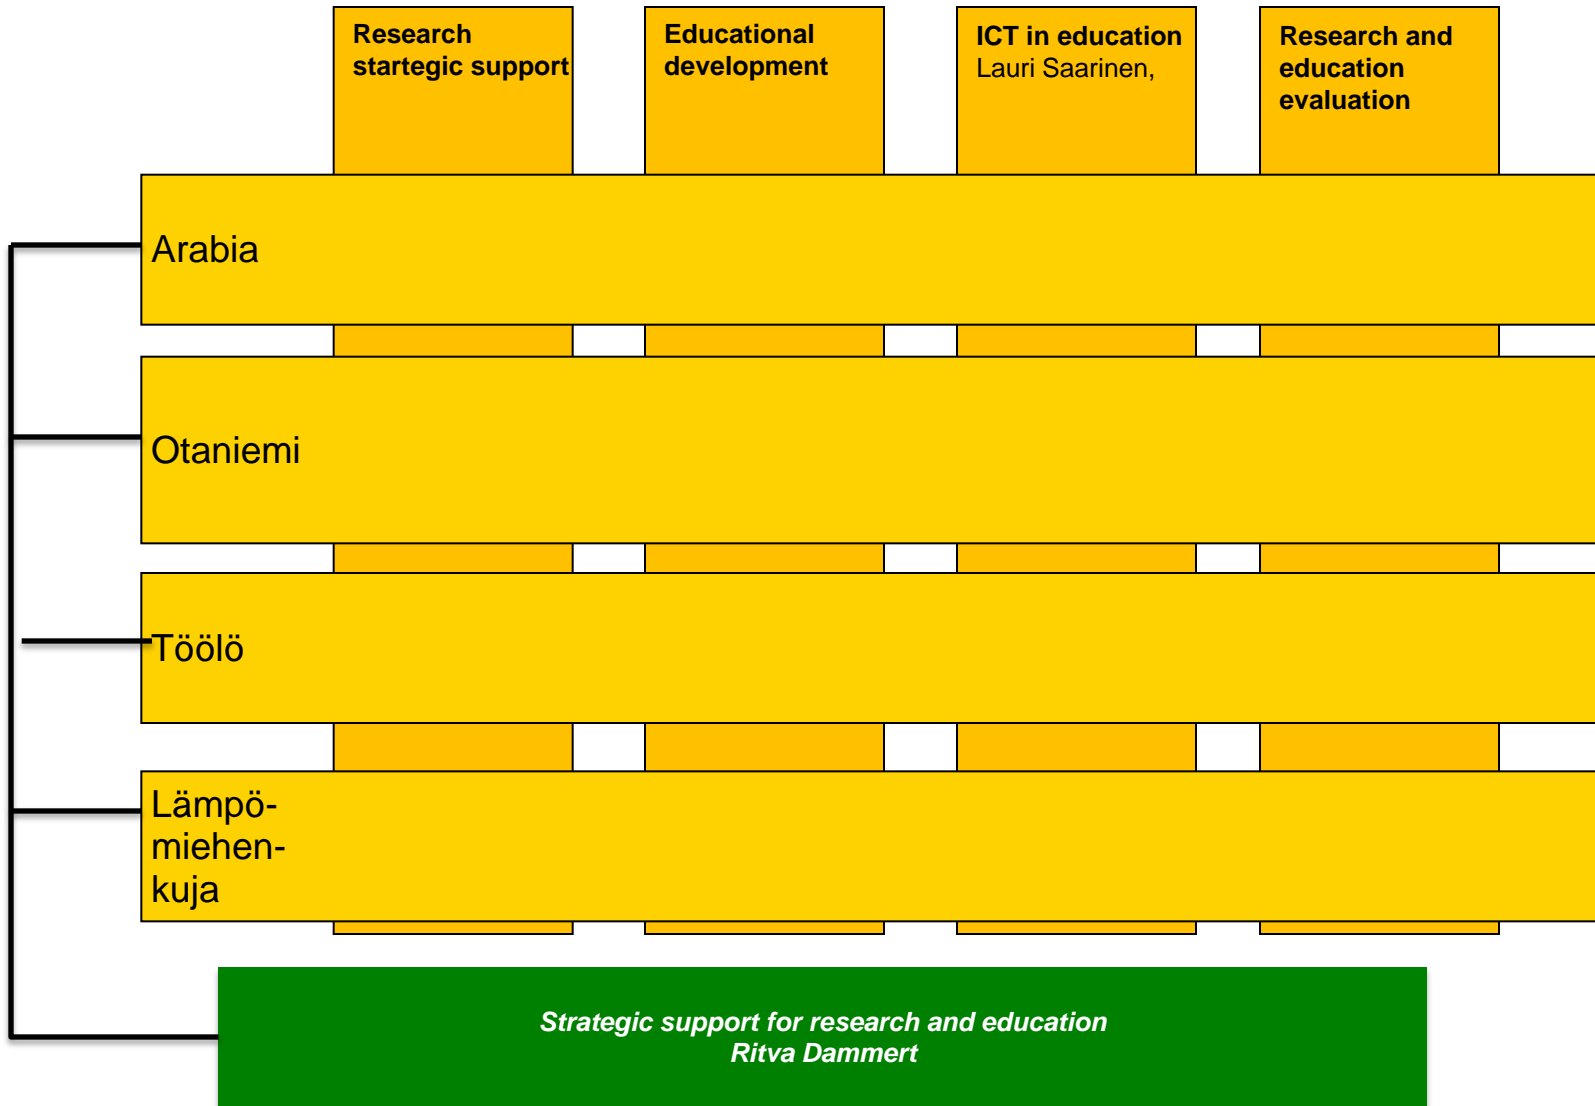 Research
startegic support
Educational
development
ICT in education
Lauri Saarinen,
Research and
education
evaluation
Arabia
Otaniemi
Töölö
Lämpö-
miehen-
kuja
Strategic support for research and education
Ritva Dammert